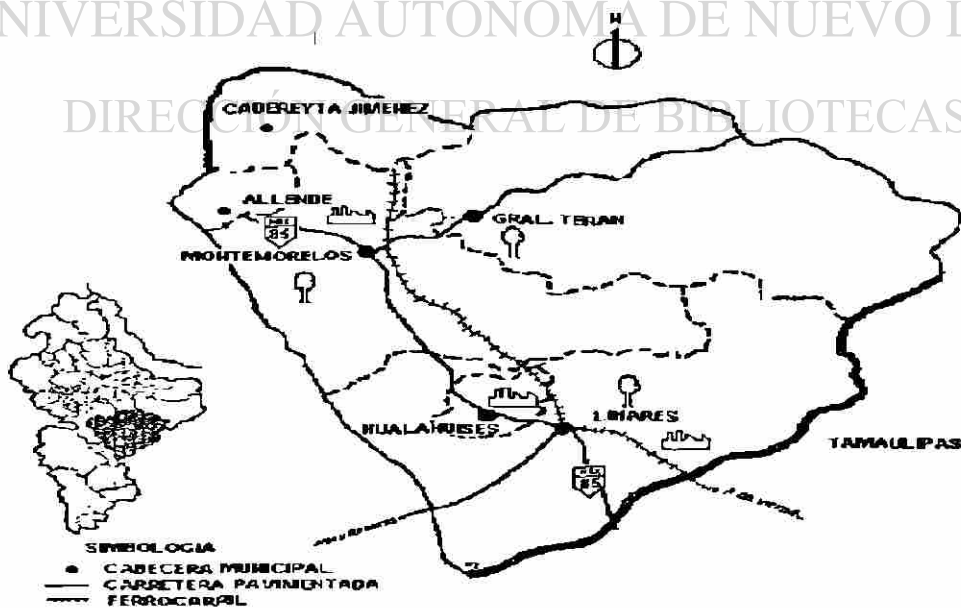 NIVERSIDAD AUTONOMA DE NUEVO L
N
DIRECCIÓN GENERAL DE BIBLIOTECAS
CADEREYTA JIMENEZ
ALLENDE
GRAL. TERAN
MONTEMORELOS
HUALAHUISES
LINARES
85
TAMAULIPAS
SIMBOLOGIA
CABECERA MUNICIPAL
CARRETERA PAVIMENTADA
FERROCARRIL